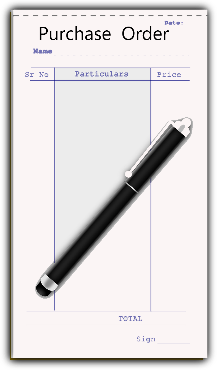 Date:
Purchase Order
Name
Sr No Particulars Price
TOTAL
Sign